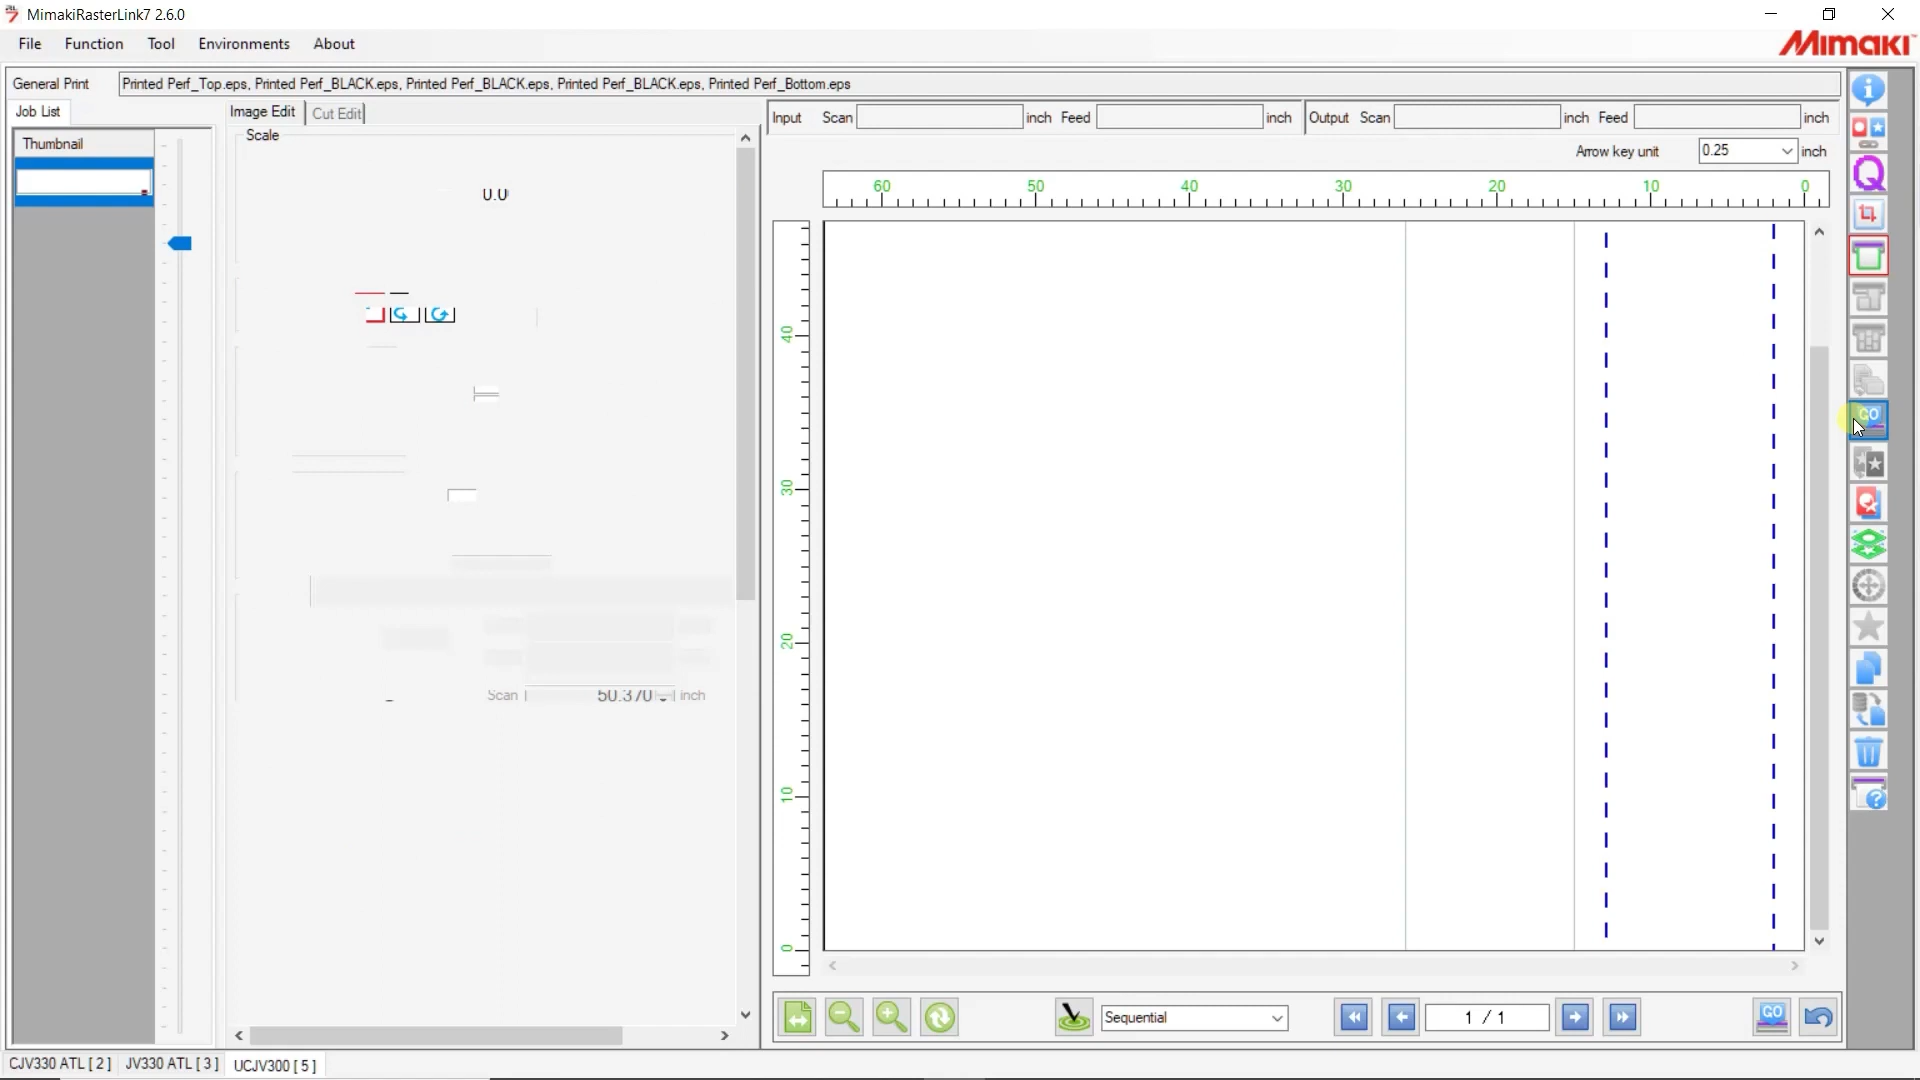 MimakiRasterLink7 2.6.0
File Function Tool Environments About
Mimaki
General Print Printed Perf_Top.eps, Printed Perf_BLACK.eps, Printed Perf_BLACK.eps, Printed Perf_BLACK.eps, Printed Perf_Bottom.eps
Job List
Image Edit Cut Edit
Input Scan inch Feed inch Output Scan inch Feed inch
Thumbnail
Scale
Arrow key unit 0.25 inch
60 50 40 30 20 10 0
0.0
40
30
20
10
0
GO
Scan 50.370 inch
Sequential
1 / 1
GO
CJV330 ATL [ 2 ] JV330 ATL [ 3 ] UCJV300 [ 5 ]